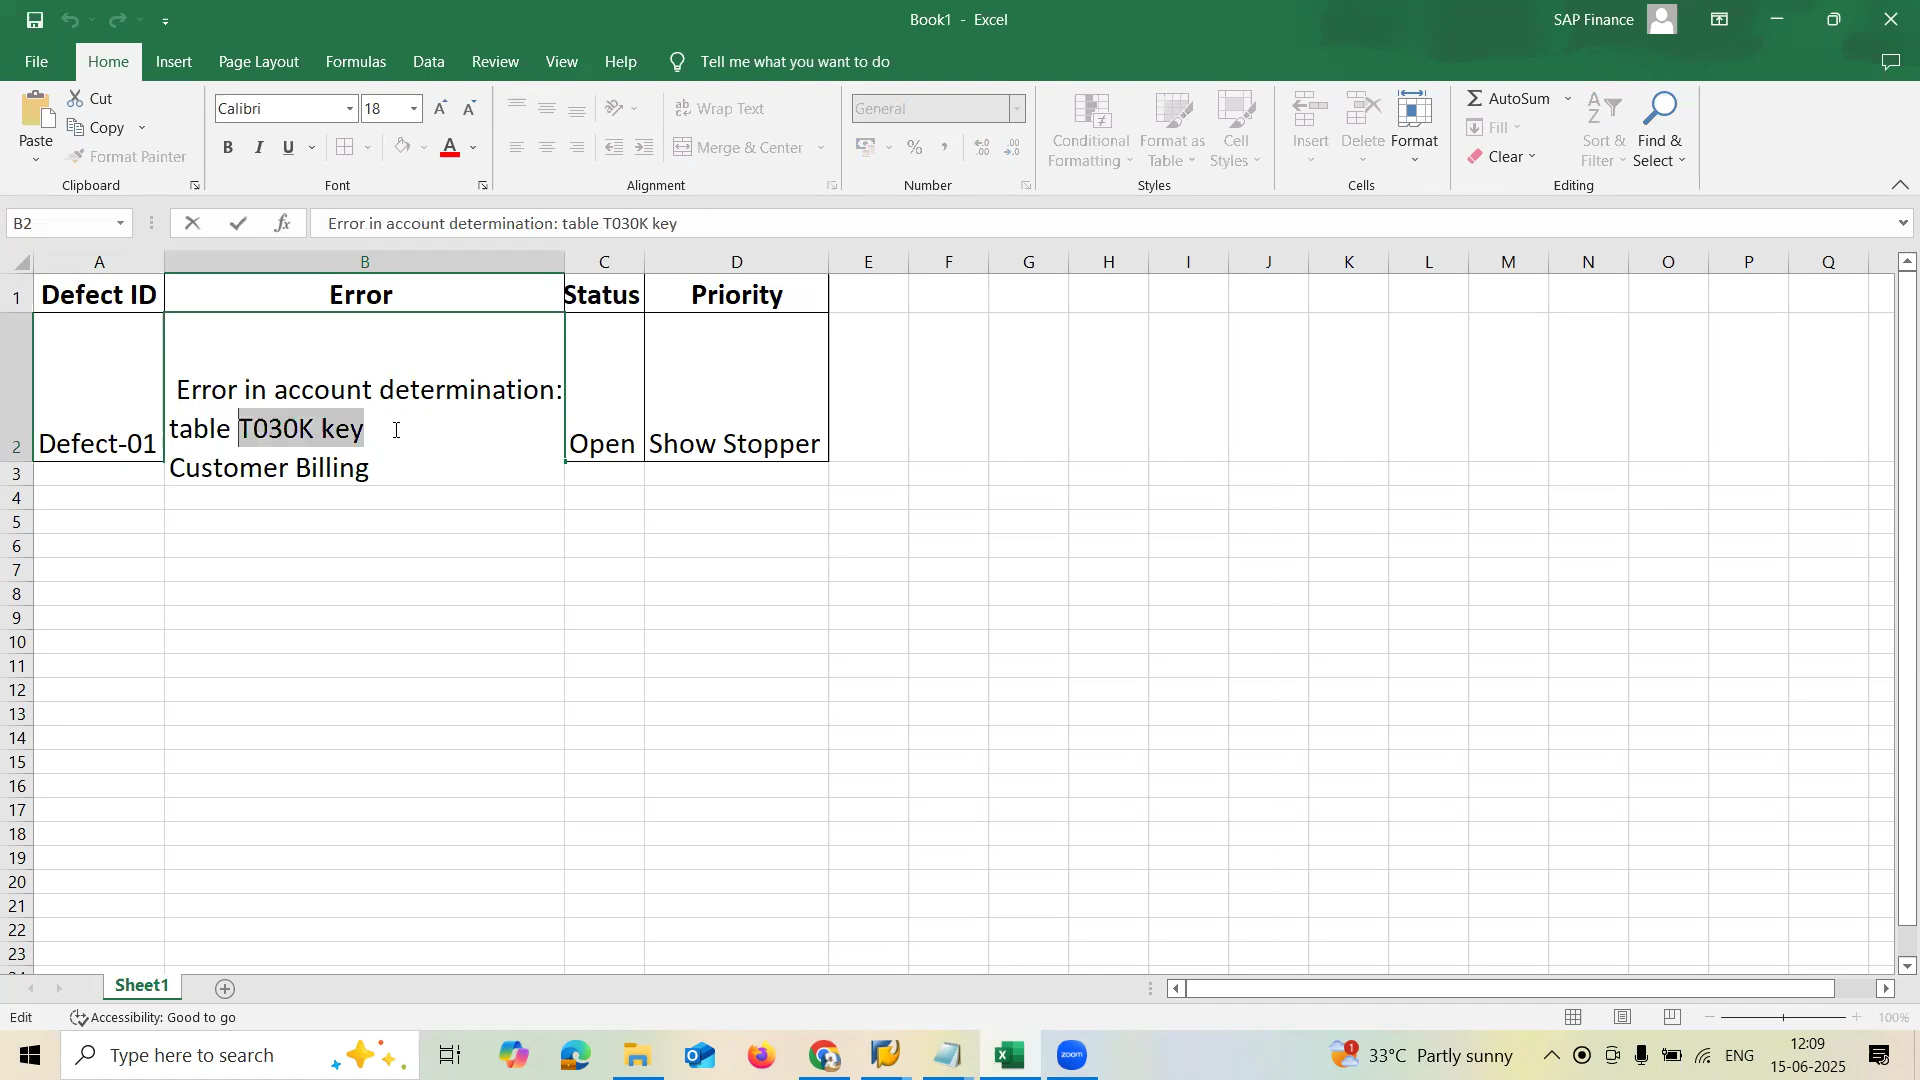 Book1 - Excel
SAP Finance
File Home Insert Page Layout Formulas Data Review View Help Tell me what you want to do
Paste
Cut
Copy
Format Painter
Clipboard
Calibri 18
B I U
Font
Wrap Text
Merge & Center
Alignment
General
Number
Conditional Formatting
Format as Table
Cell Styles
Styles
Insert Delete Format
Cells
AutoSum
Fill
Clear
Sort & Filter
Find & Select
Editing
B2 fx Error in account determination: table T030K key
A B C D E F G H I J K L M N O P Q
1 Defect ID Error Status Priority
Error in account determination:
table T030K key
2 Defect-01 Open Show Stopper
Customer Billing
3
4
5
6
7
8
9
10
11
12
13
14
15
16
17
18
19
20
21
22
23
Sheet1
Edit Accessibility: Good to go 100%
Type here to search
zoom
1
33°C Partly sunny
ENG
12:09
15-06-2025